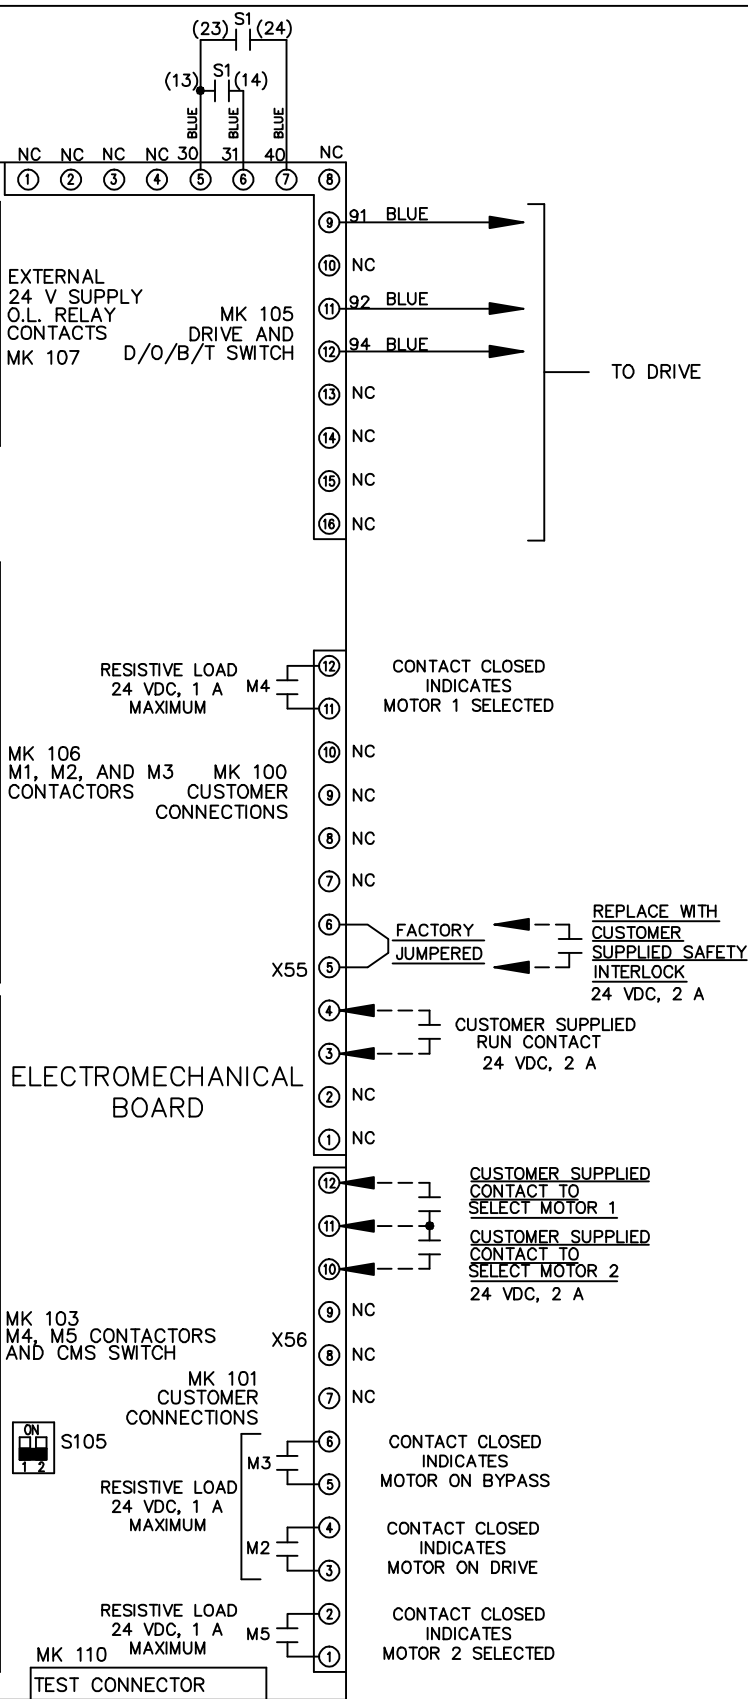 (23) S1 (24)
(13) S1 (14)
BLUE BLUE BLUE
NC NC NC NC 30 31 40 NC
1 2 3 4 5 6 7 8
9 91 BLUE
10 NC
EXTERNAL
24 V SUPPLY
O.L. RELAY
CONTACTS
MK 107
MK 105
DRIVE AND
D/O/B/T SWITCH
11 92 BLUE
12 94 BLUE
TO DRIVE
13 NC
14 NC
15 NC
16 NC
RESISTIVE LOAD
24 VDC, 1 A
MAXIMUM
M4
12
11
CONTACT CLOSED
INDICATES
MOTOR 1 SELECTED
MK 106
M1, M2, AND M3
CONTACTORS
MK 100
CUSTOMER
CONNECTIONS
10 NC
9 NC
8 NC
7 NC
X55
6
5
FACTORY
JUMPERED
REPLACE WITH
CUSTOMER
SUPPLIED SAFETY
INTERLOCK
24 VDC, 2 A
4
3
CUSTOMER SUPPLIED
RUN CONTACT
24 VDC, 2 A
ELECTROMECHANICAL
BOARD
2 NC
1 NC
12
11
10
CUSTOMER SUPPLIED
CONTACT TO
SELECT MOTOR 1
CUSTOMER SUPPLIED
CONTACT TO
SELECT MOTOR 2
24 VDC, 2 A
MK 103
M4, M5 CONTACTORS
AND CMS SWITCH
X56
9 NC
8 NC
7 NC
MK 101
CUSTOMER
CONNECTIONS
ON
1 2
S105
RESISTIVE LOAD
24 VDC, 1 A
MAXIMUM
M3
6
5
CONTACT CLOSED
INDICATES
MOTOR ON BYPASS
M2
4
3
CONTACT CLOSED
INDICATES
MOTOR ON DRIVE
RESISTIVE LOAD
24 VDC, 1 A
MAXIMUM
M5
2
1
CONTACT CLOSED
INDICATES
MOTOR 2 SELECTED
MK 110
TEST CONNECTOR